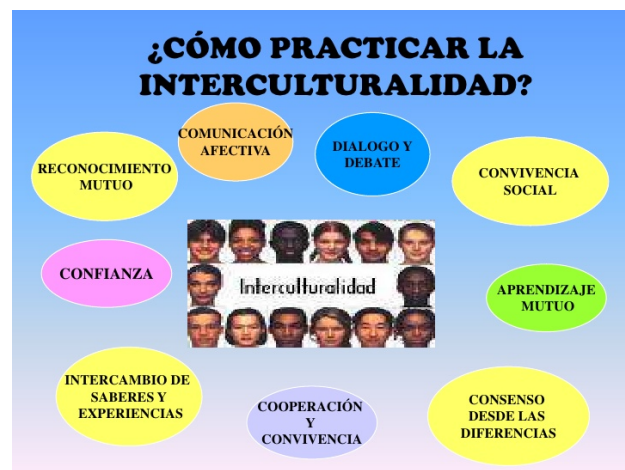 ¿CÓMO PRACTICAR LA
INTERCULTURALIDAD?
COMUNICACIÓN
AFECTIVA
DIALOGO Y
DEBATE
RECONOCIMIENTO
MUTUO
CONVIVENCIA
SOCIAL
CONFIANZA
Interculturalidad
APRENDIZAJE
MUTUO
INTERCAMBIO DE
SABERES Y
EXPERIENCIAS
COOPERACIÓN
Y
CONVIVENCIA
CONSENSO
DESDE LAS
DIFERENCIAS